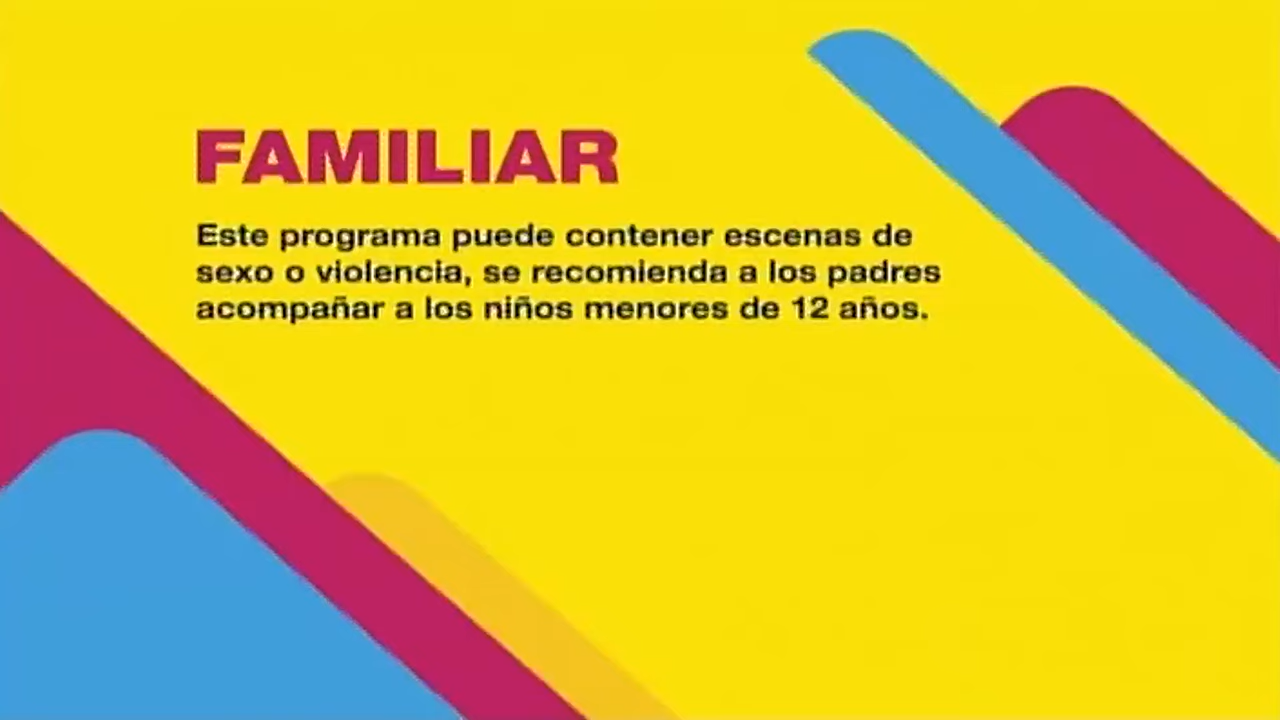 FAMILIAR
Este programa puede contener escenas de
sexo o violencia, se recomienda a los padres
acompañar a los niños menores de 12 años.